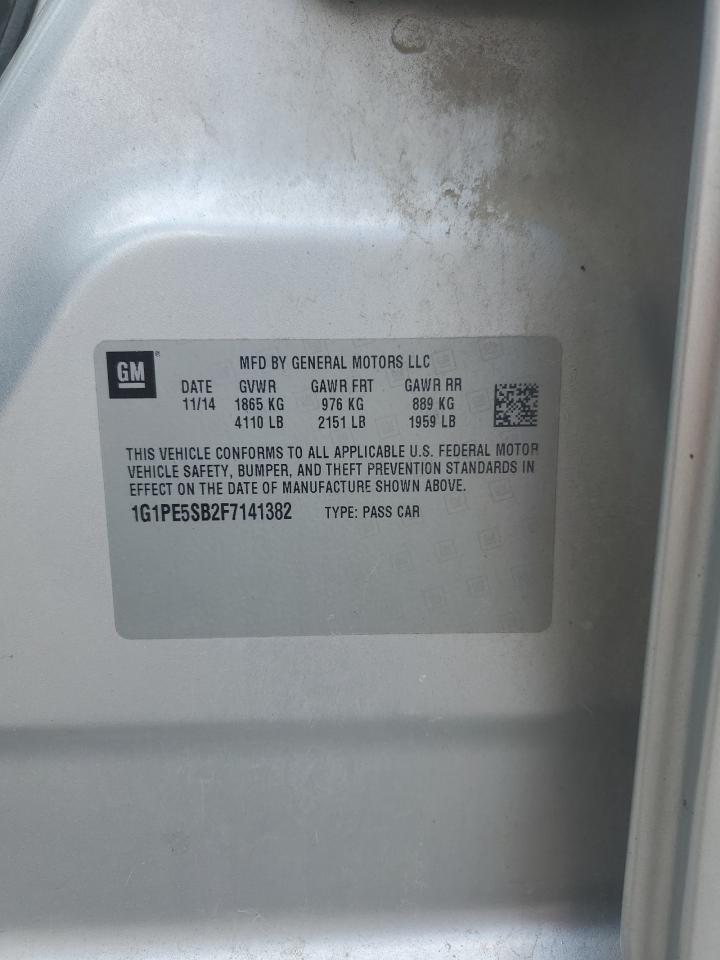 GM ®
MFD BY GENERAL MOTORS LLC
DATE GVWR GAWR FRT GAWR RR
11/14 1865 KG 976 KG 889 KG
4110 LB 2151 LB 1959 LB
THIS VEHICLE CONFORMS TO ALL APPLICABLE U.S. FEDERAL MOTOR
VEHICLE SAFETY, BUMPER, AND THEFT PREVENTION STANDARDS IN
EFFECT ON THE DATE OF MANUFACTURE SHOWN ABOVE.
1G1PE5SB2F7141382 TYPE: PASS CAR